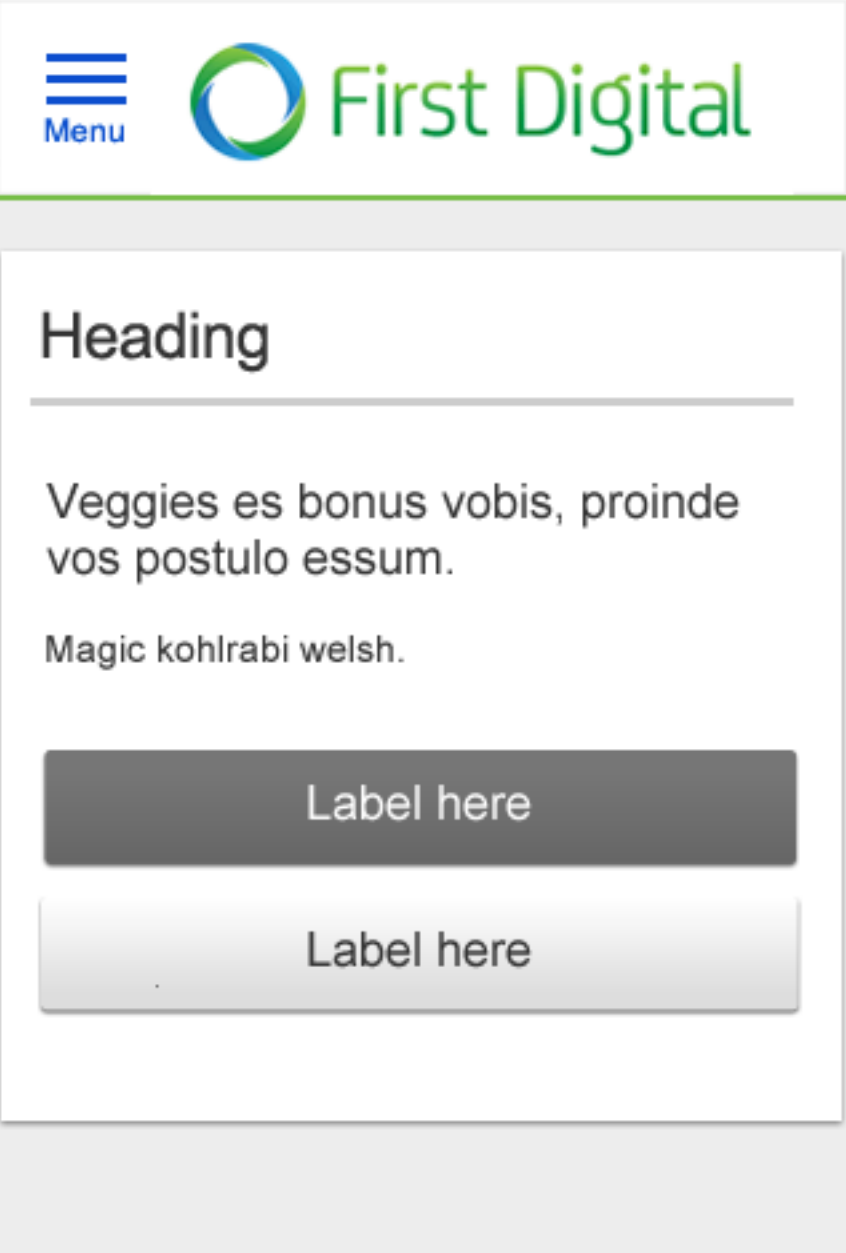 First Digital
Menu
Heading
Veggies es bonus vobis, proinde
vos postulo essum.
Magic kohlrabi welsh.
Label here
Label here